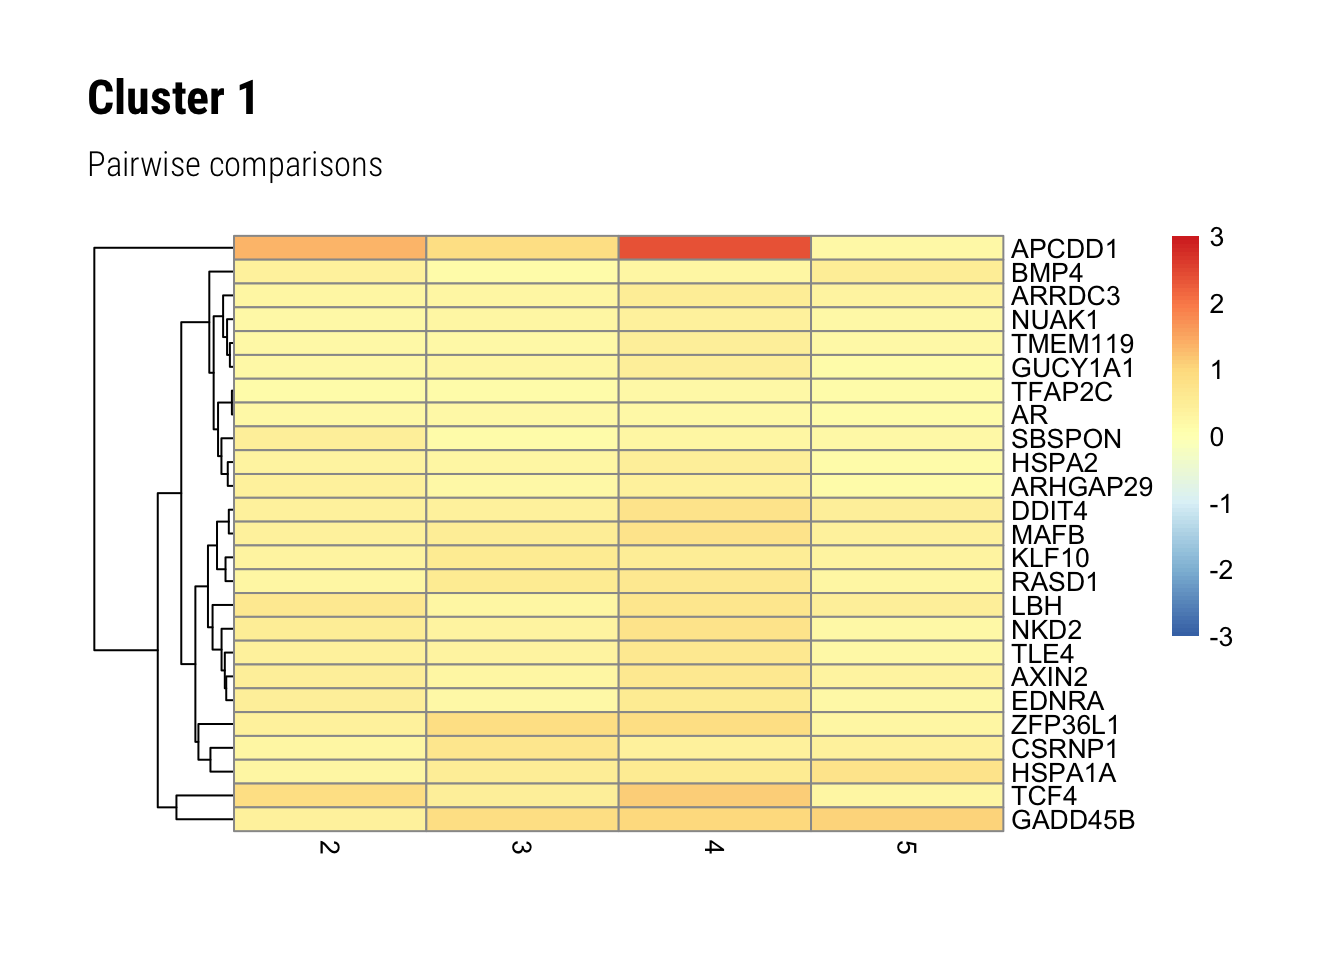 Cluster 1
Pairwise comparisons
APCDD1
BMP4
ARRDC3
NUAK1
TMEM119
GUCY1A1
TFAP2C
AR
SBSPON
HSPA2
ARHGAP29
DDIT4
MAFB
KLF10
RASD1
LBH
NKD2
TLE4
AXIN2
EDNRA
ZFP36L1
CSRNP1
HSPA1A
TCF4
GADD45B
3
2
1
0
-1
-2
-3
2 3 4 5